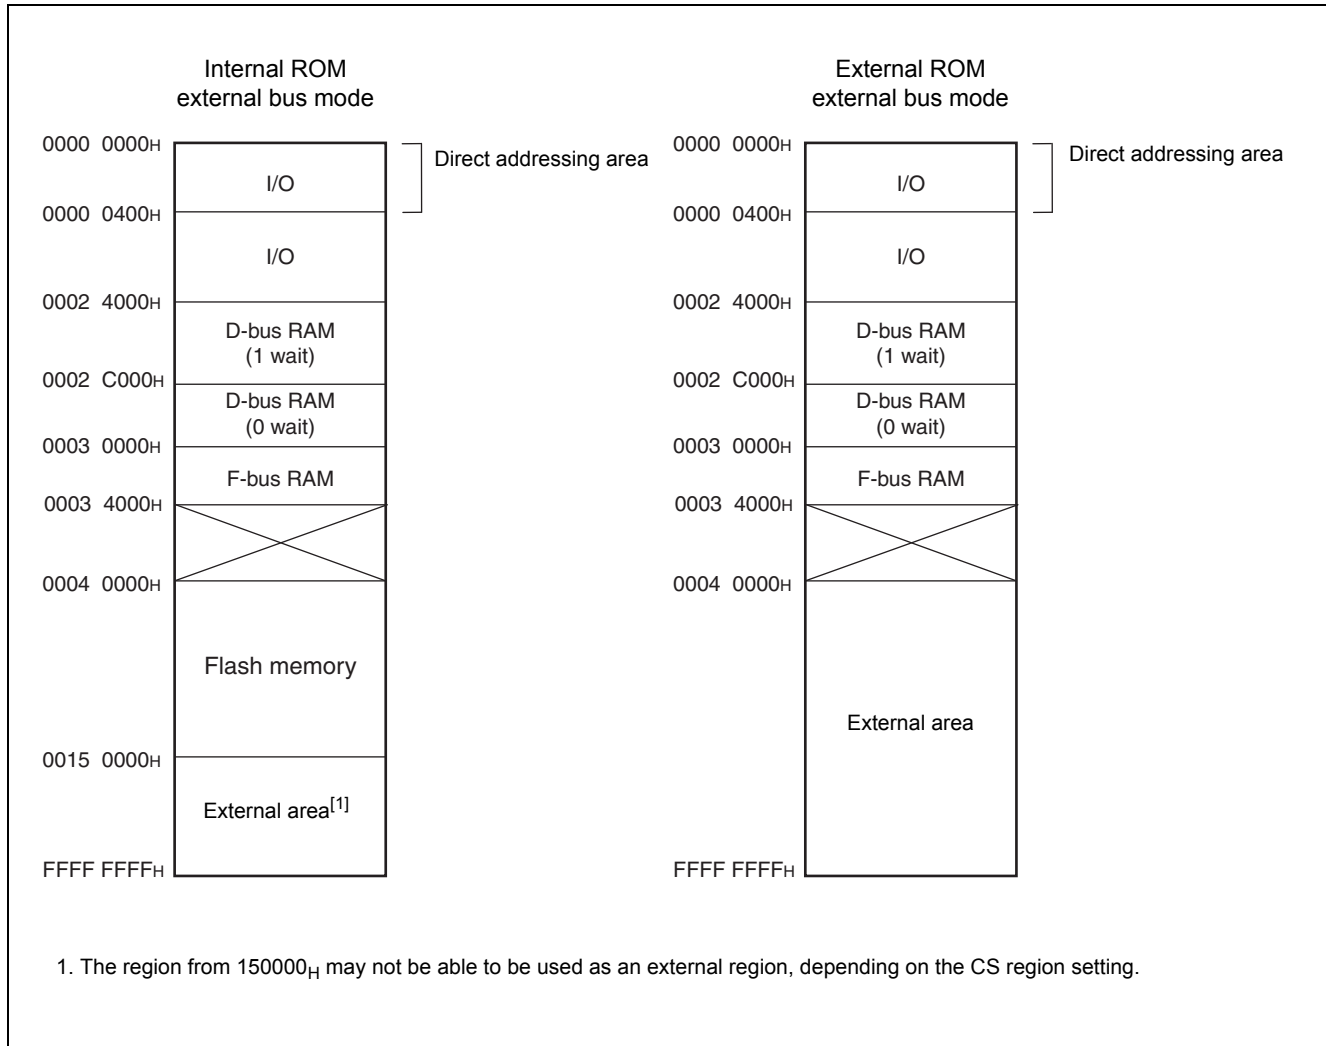 Internal ROM
external bus mode
0000 0000H
I/O
Direct addressing area
0000 0400H
I/O
0002 4000H
D-bus RAM
(1 wait)
0002 C000H
D-bus RAM
(0 wait)
0003 0000H
F-bus RAM
0003 4000H
0004 0000H
Flash memory
0015 0000H
External area[1]
FFFF FFFFH
External ROM
external bus mode
0000 0000H
I/O
Direct addressing area
0000 0400H
I/O
0002 4000H
D-bus RAM
(1 wait)
0002 C000H
D-bus RAM
(0 wait)
0003 0000H
F-bus RAM
0003 4000H
0004 0000H
External area
FFFF FFFFH
1. The region from 150000H may not be able to be used as an external region, depending on the CS region setting.